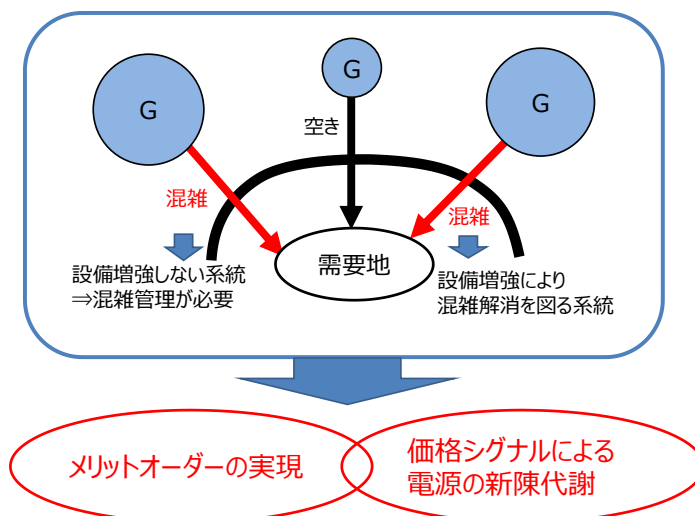 G
G
G
空き
混雑
混雑
需要地
設備増強しない系統
⇒混雑管理が必要
設備増強により
混雑解消を図る系統
メリットオーダーの実現
価格シグナルによる
電源の新陳代謝